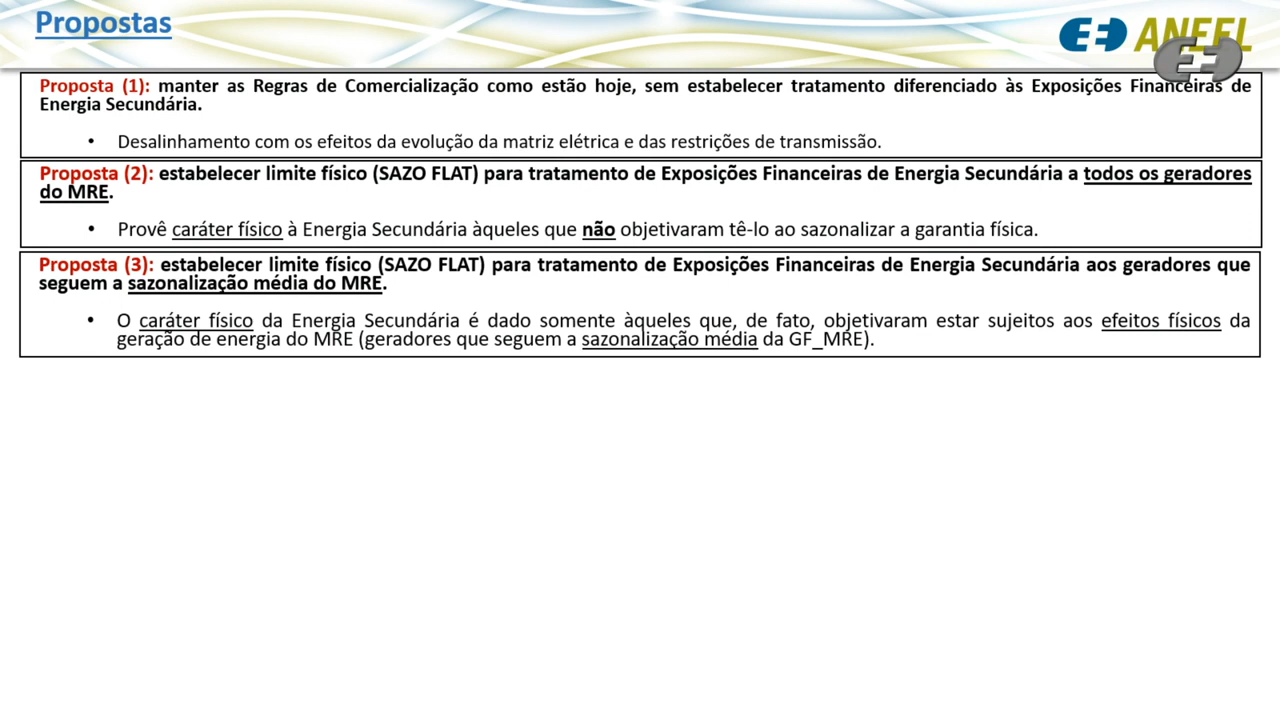 Propostas
ANEEL
Proposta (1): manter as Regras de Comercialização como estão hoje, sem estabelecer tratamento diferenciado às Exposições Financeiras de
Energia Secundária.
• Desalinhamento com os efeitos da evolução da matriz elétrica e das restrições de transmissão.
Proposta (2): estabelecer limite físico (SAZO FLAT) para tratamento de Exposições Financeiras de Energia Secundária a todos os geradores
do MRE.
• Provê caráter físico à Energia Secundária àqueles que não objetivaram tê-lo ao sazonalizar a garantia física.
Proposta (3): estabelecer limite físico (SAZO FLAT) para tratamento de Exposições Financeiras de Energia Secundária aos geradores que
seguem a sazonalização média do MRE.
• O caráter físico da Energia Secundária é dado somente àqueles que, de fato, objetivaram estar sujeitos aos efeitos físicos da
geração de energia do MRE (geradores que seguem a sazonalização média da GF_MRE).